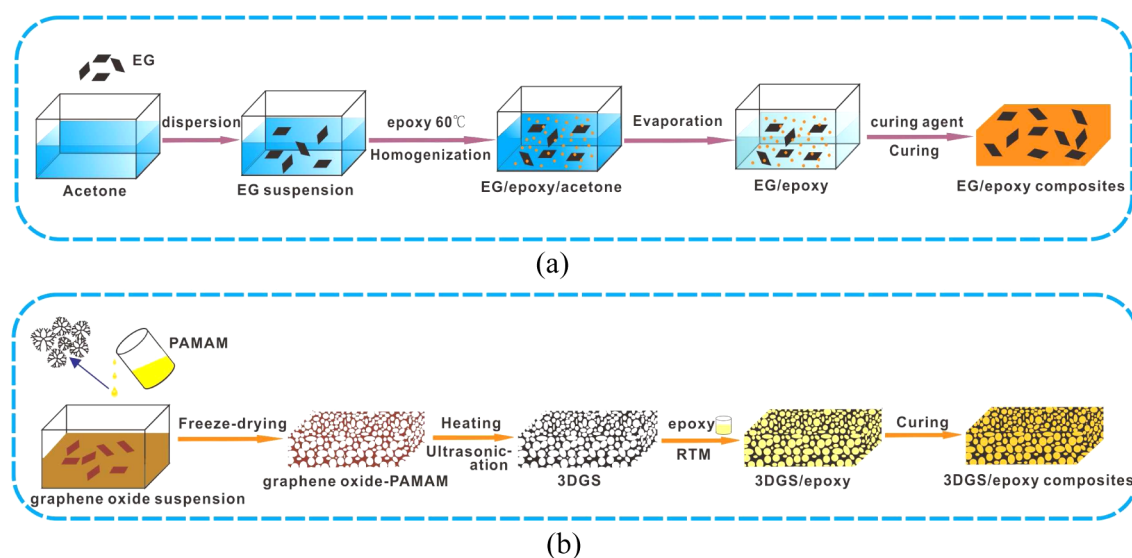 EG
dispersion
epoxy 60℃
Homogenization
Evaporation
curing agent
Curing
Acetone
EG suspension
EG/epoxy/acetone
EG/epoxy
EG/epoxy composites
(a)
PAMAM
Freeze-drying
Heating
Ultrasonic-
ation
epoxy
RTM
Curing
graphene oxide suspension
graphene oxide-PAMAM
3DGS
3DGS/epoxy
3DGS/epoxy composites
(b)